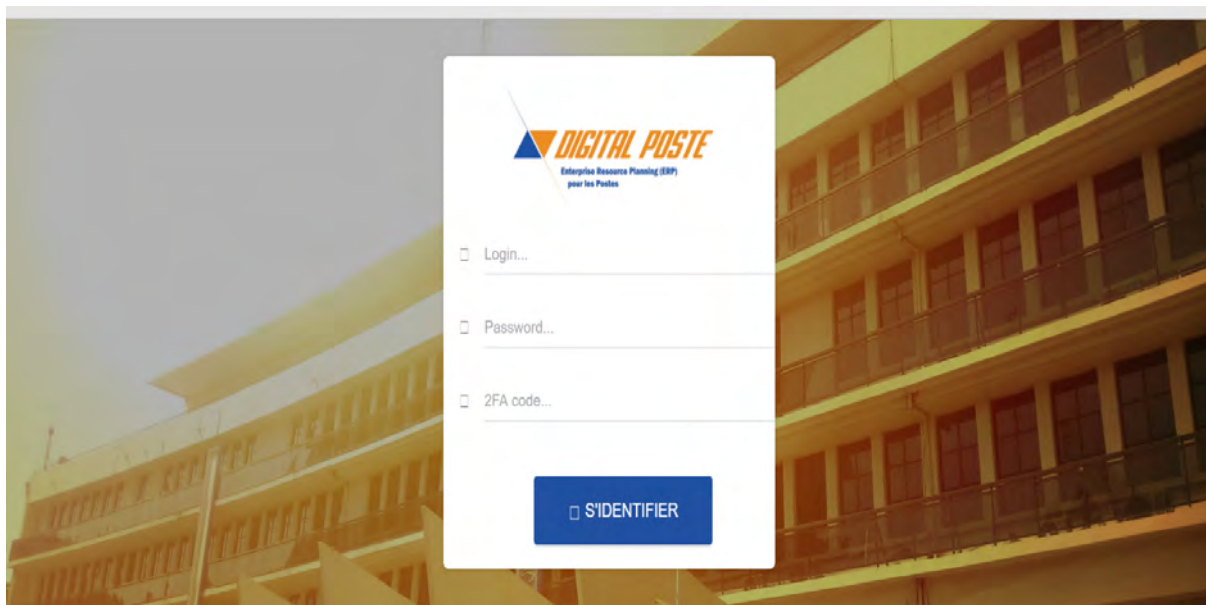 DIGITAL POSTE
Enterprise Resource Planning (ERP)
pour les Postes
Login...
Password...
2FA code...
S'IDENTIFIER